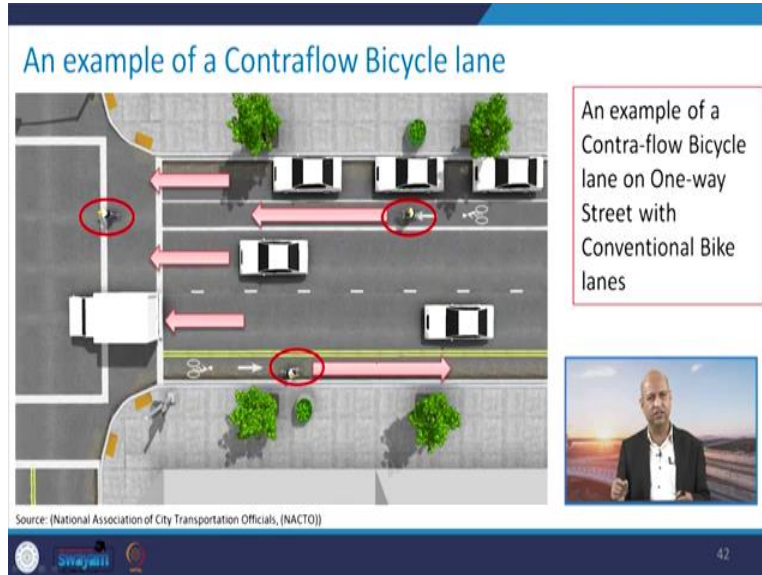 An example of a Contraflow Bicycle lane
An example of a
Contra-flow Bicycle
lane on One-way
Street with
Conventional Bike
lanes
Source: (National Association of City Transportation Officials, (NACTO))
swayam
42